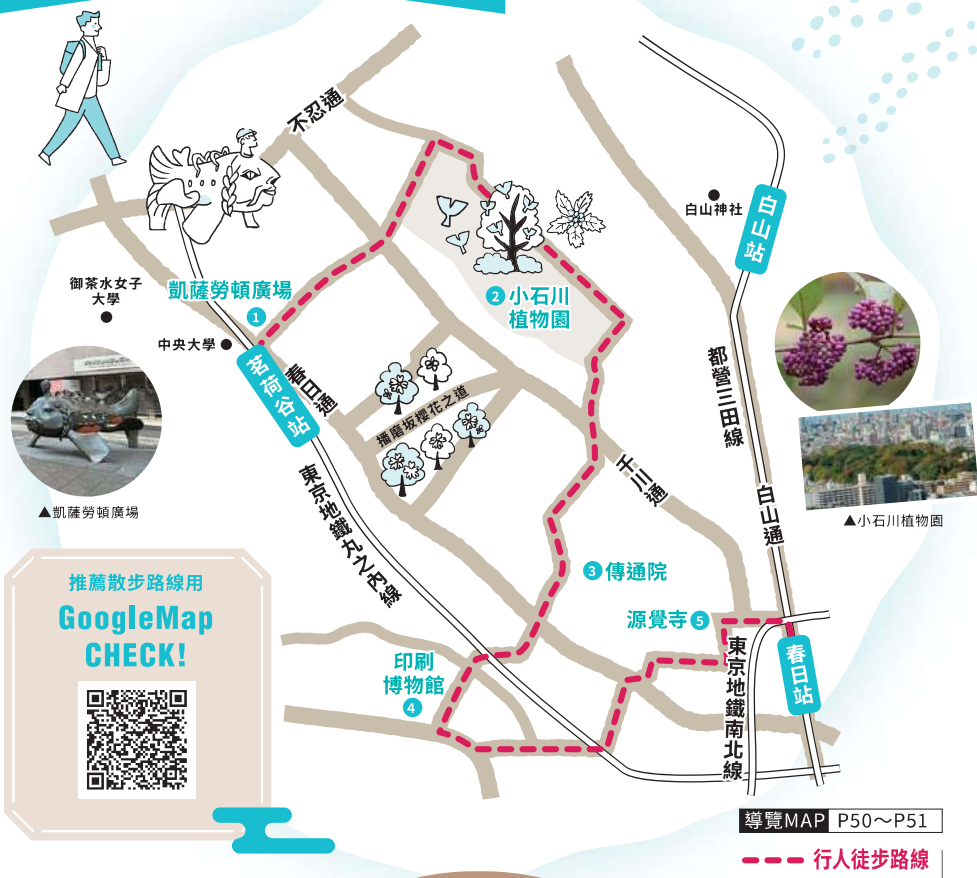 不忍通
白山神社
白山站
御茶水女子
大學
凱薩勞頓廣場
1
中央大學
茗荷谷站
春日通
2 小石川
植物園
播磨坂櫻花之道
都營三田線
千川通
白山通
東京地鐵丸之內線
▲凱薩勞頓廣場
▲小石川植物園
3 傳通院
源覺寺 5
推薦散步路線用
GoogleMap
CHECK!
印刷
博物館
4
東京地鐵南北線
春日站
導覽MAP P50～P51
行人徒步路線